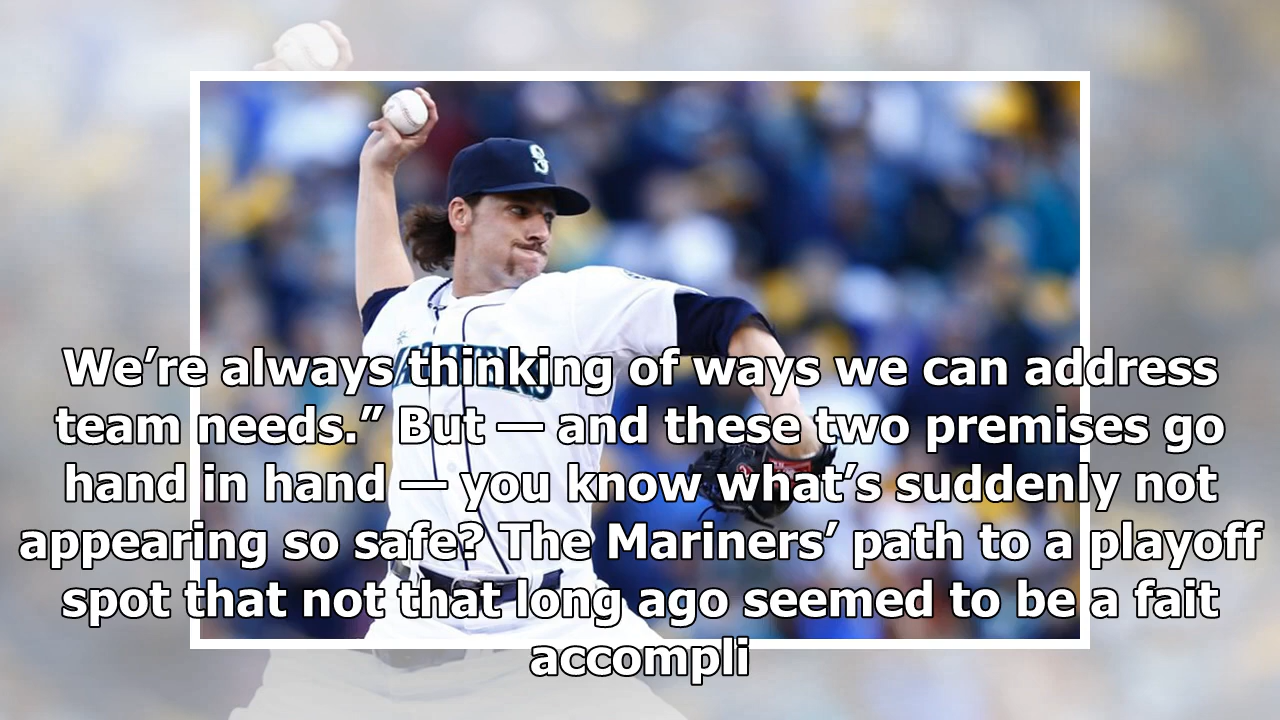 We’re always thinking of ways we can address
team needs.” But — and these two premises go
hand in hand — you know what’s suddenly not
appearing so safe? The Mariners’ path to a playoff
spot that not that long ago seemed to be a fait
accompli
S
MARINERS